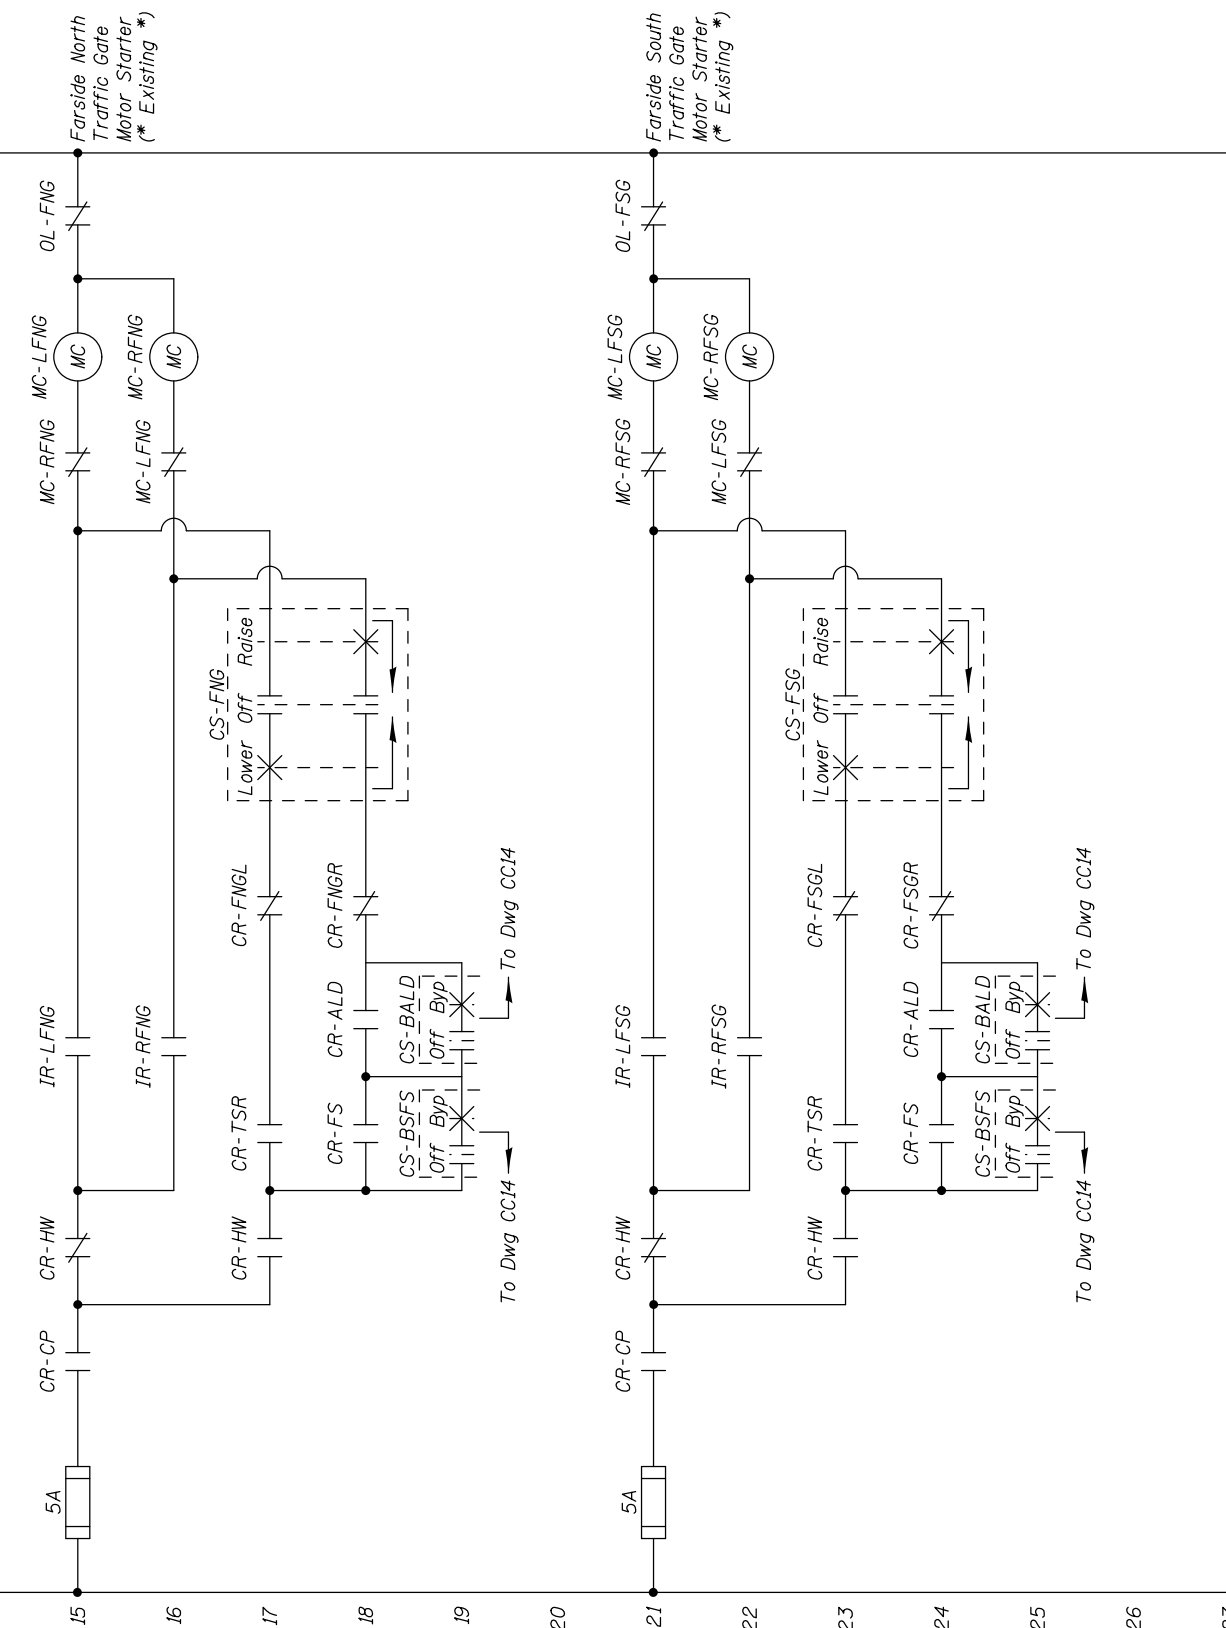 15
5A
CR-CP
CR-HW
IR-LFNG
MC-RFNG
MC-LFNG
MC
OL-FNG
Farside North
Traffic Gate
Motor Starter
(* Existing *)
16
IR-RFNG
MC-LFNG
MC-RFNG
MC
17
CR-HW
CR-TSR
CR-FNGL
CS-FNG
Lower Off Raise
18
CR-FS
CR-ALD
CR-FNGR
19
CS-BSFS
Off Byp
CS-BALD
Off Byp
To Dwg CC14
To Dwg CC14
20
21
5A
CR-CP
CR-HW
IR-LFSG
MC-RFSG
MC-LFSG
MC
OL-FSG
Farside South
Traffic Gate
Motor Starter
(* Existing *)
22
IR-RFSG
MC-LFSG
MC-RFSG
MC
23
CR-HW
CR-TSR
CR-FSGL
CS-FSG
Lower Off Raise
24
CR-FS
CR-ALD
CR-FSGR
25
CS-BSFS
Off Byp
CS-BALD
Off Byp
To Dwg CC14
To Dwg CC14
26